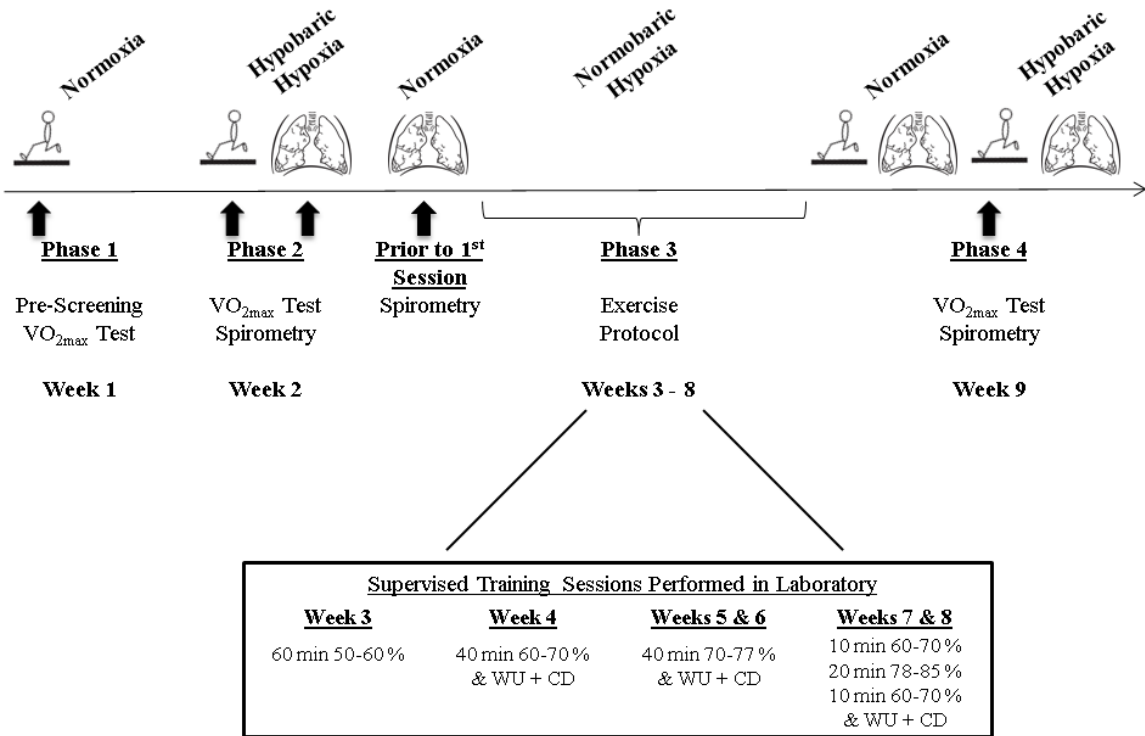 Normoxia
Hypobaric
Hypoxia
Normoxia
Normobaric
Hypoxia
Normoxia
Hypobaric
Hypoxia
Phase 1
Pre-Screening
VO2max Test
Week 1
Phase 2
VO2max Test
Spirometry
Week 2
Prior to 1st
Session
Spirometry
Phase 3
Exercise
Protocol
Weeks 3 - 8
Phase 4
VO2max Test
Spirometry
Week 9
Supervised Training Sessions Performed in Laboratory
Week 3
60 min 50-60 %
Week 4
40 min 60-70 %
& WU + CD
Weeks 5 & 6
40 min 70-77 %
& WU + CD
Weeks 7 & 8
10 min 60-70 %
20 min 78-85 %
10 min 60-70 %
& WU + CD